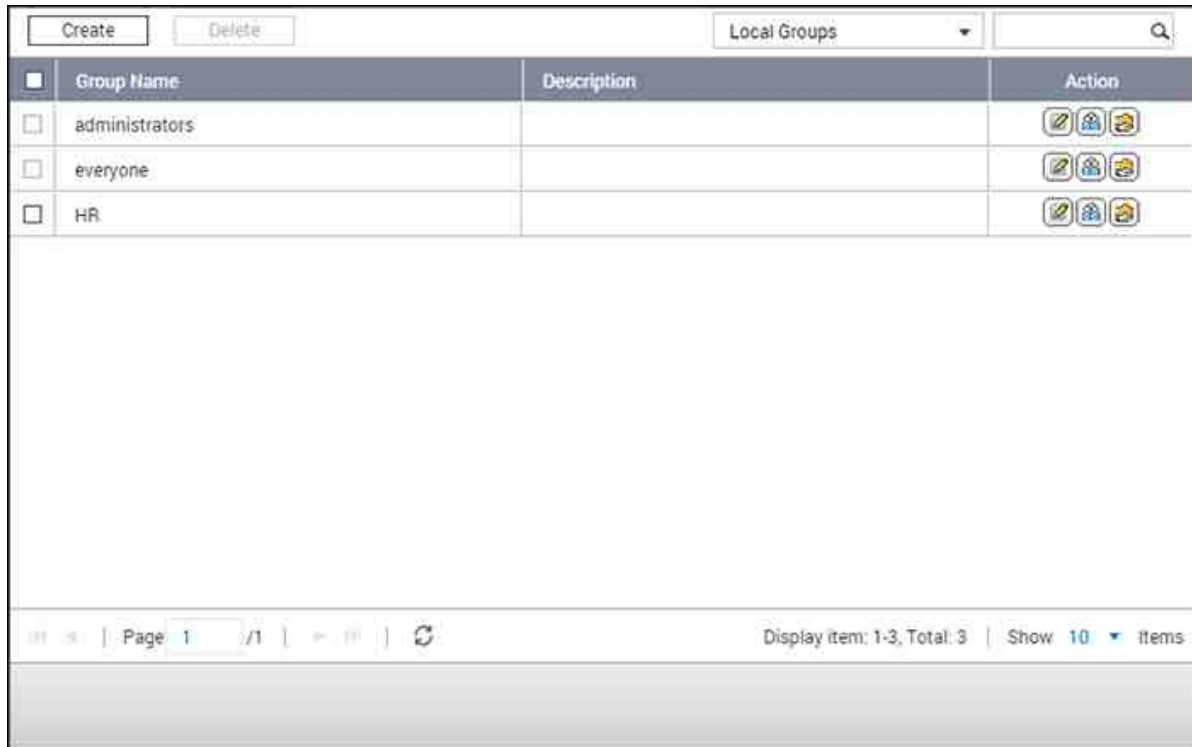 Create Delete Local Groups
Group Name Description Action
administrators
everyone
HR
Page 1 /1 Display item: 1-3, Total: 3 | Show 10 Items